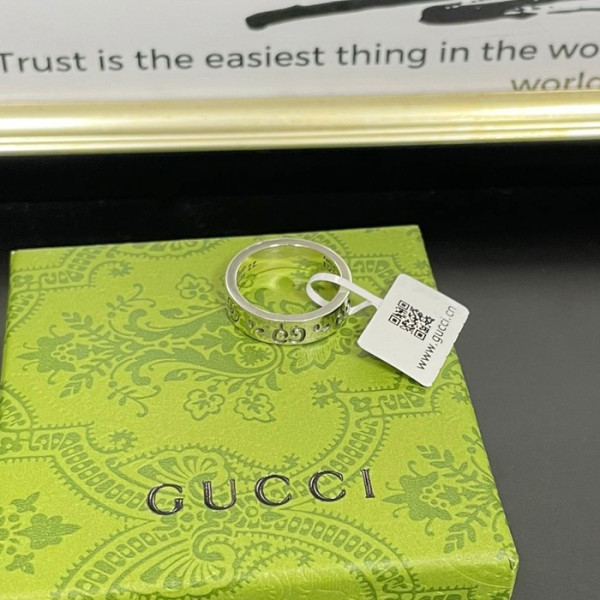 Trust is the easiest thing in the wo
world
www.gucci.cn
GUCCI